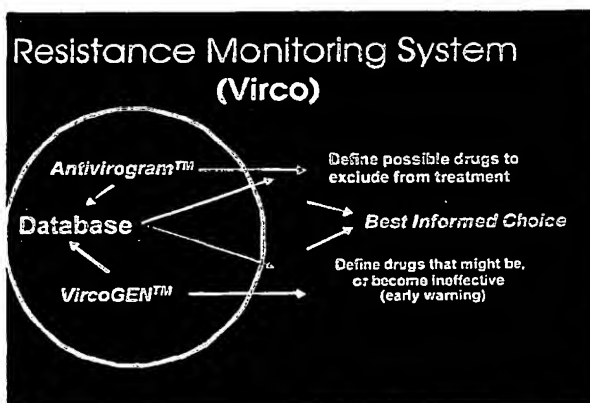 Resistance Monitoring System
(Virco)
Antivirogram™
Define possible drugs to
exclude from treatment
Database
Best Informed Choice
VircoGEN™
Define drugs that might be,
or become ineffective
(early warning)